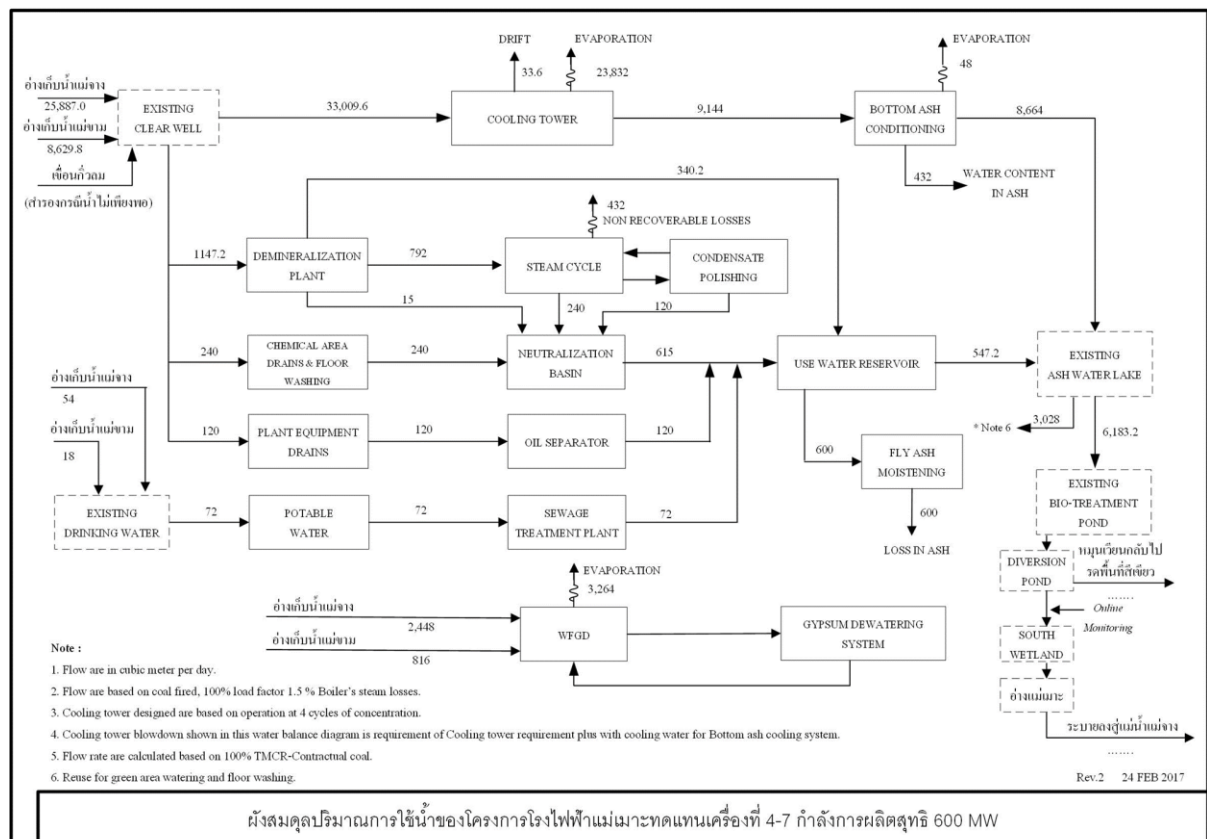 DRIFT
EVAPORATION
33.6
23,832
EVAPORATION
48
อ่างเก็บน้ำแม่จาง
25,887.0
อ่างเก็บน้ำแม่ขาม
8,629.8
เขื่อนกิ่วลม
(สำรองกรณีน้ำไม่เพียงพอ)
EXISTING
CLEAR WELL
33,009.6
COOLING TOWER
9,144
BOTTOM ASH
CONDITIONING
8,664
432
WATER CONTENT
IN ASH
340.2
432
NON RECOVERABLE LOSSES
1147.2
DEMINERALIZATION
PLANT
792
STEAM CYCLE
CONDENSATE
POLISHING
15
240
120
240
CHEMICAL AREA
DRAINS & FLOOR
WASHING
240
NEUTRALIZATION
BASIN
615
USE WATER RESERVOIR
547.2
EXISTING
ASH WATER LAKE
อ่างเก็บน้ำแม่จาง
54
อ่างเก็บน้ำแม่ขาม
18
120
PLANT EQUIPMENT
DRAINS
120
OIL SEPARATOR
120
600
FLY ASH
MOISTENING
600
LOSS IN ASH
* Note 6
3,028
6,183.2
EXISTING
BIO-TREATMENT
POND
EXISTING
DRINKING WATER
72
POTABLE
WATER
72
SEWAGE
TREATMENT PLANT
72
DIVERSION
POND
หมุนเวียนกลับไป
รดพื้นที่สีเขียว
.......
Online
Monitoring
SOUTH
WETLAND
อ่างแม่เมาะ
ระบายลงสู่แม่น้ำแม่จาง
.......
EVAPORATION
3,264
อ่างเก็บน้ำแม่จาง
2,448
อ่างเก็บน้ำแม่ขาม
816
WFGD
GYPSUM DEWATERING
SYSTEM
Note :
1. Flow are in cubic meter per day.
2. Flow are based on coal fired, 100% load factor 1.5 % Boiler's steam losses.
3. Cooling tower designed are based on operation at 4 cycles of concentration.
4. Cooling tower blowdown shown in this water balance diagram is requirement of Cooling tower requirement plus with cooling water for Bottom ash cooling system.
5. Flow rate are calculated based on 100% TMCR-Contractual coal.
6. Reuse for green area watering and floor washing.
Rev.2 24 FEB 2017
ผังสมดุลปริมาณการใช้น้ำของโครงการโรงไฟฟ้าแม่เมาะทดแทนเครื่องที่ 4-7 กำลังการผลิตสุทธิ 600 MW